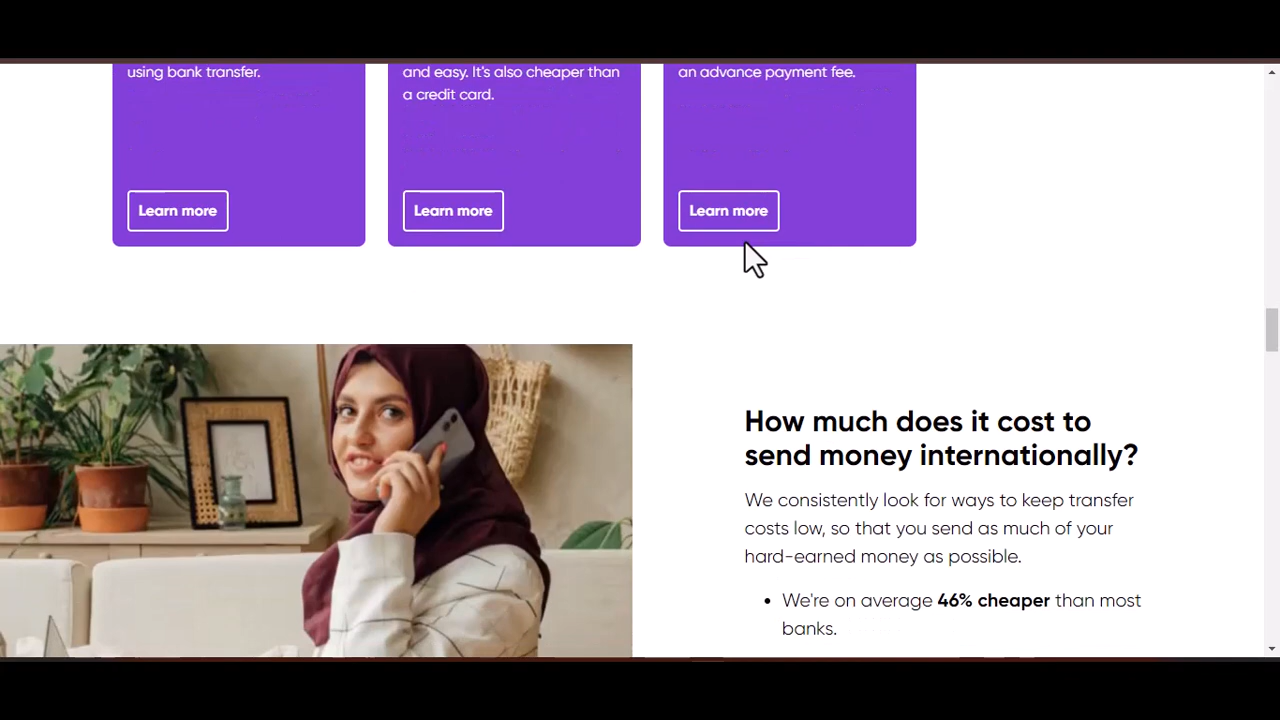 using bank transfer.
and easy. It's also cheaper than
a credit card.
an advance payment fee.
Learn more
Learn more
Learn more
How much does it cost to
send money internationally?
We consistently look for ways to keep transfer
costs low, so that you send as much of your
hard-earned money as possible.
• We're on average 46% cheaper than most
banks.